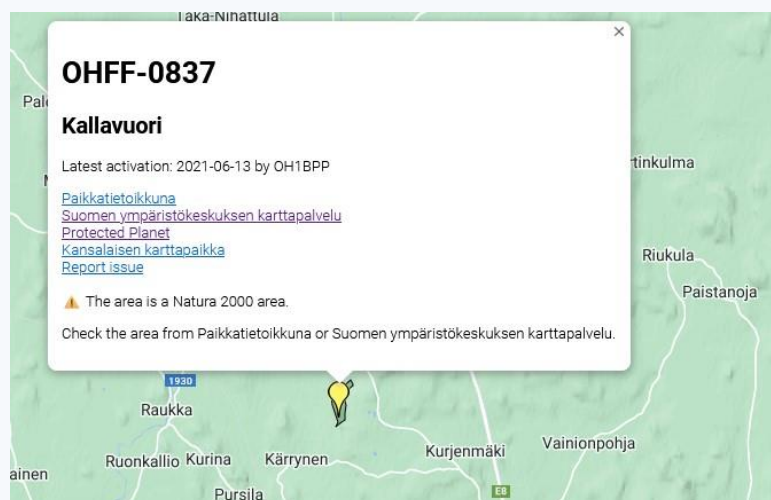 Taka-Nihattula
×
OHFF-0837
Kallavuori
Latest activation: 2021-06-13 by OH1BPP
Paikkatietoikkuna
Suomen ympäristökeskuksen karttapalvelu
Protected Planet
Kansalaisen karttapaikka
Report issue
The area is a Natura 2000 area.
Check the area from Paikkatietoikkuna or Suomen ympäristökeskuksen karttapalvelu.
Riukula
Paistanoja
1930
Raukka
Ruonkallio
Kurina
Kärrynen
Kurjenmäki
Vainionpohja
E8
Pursila